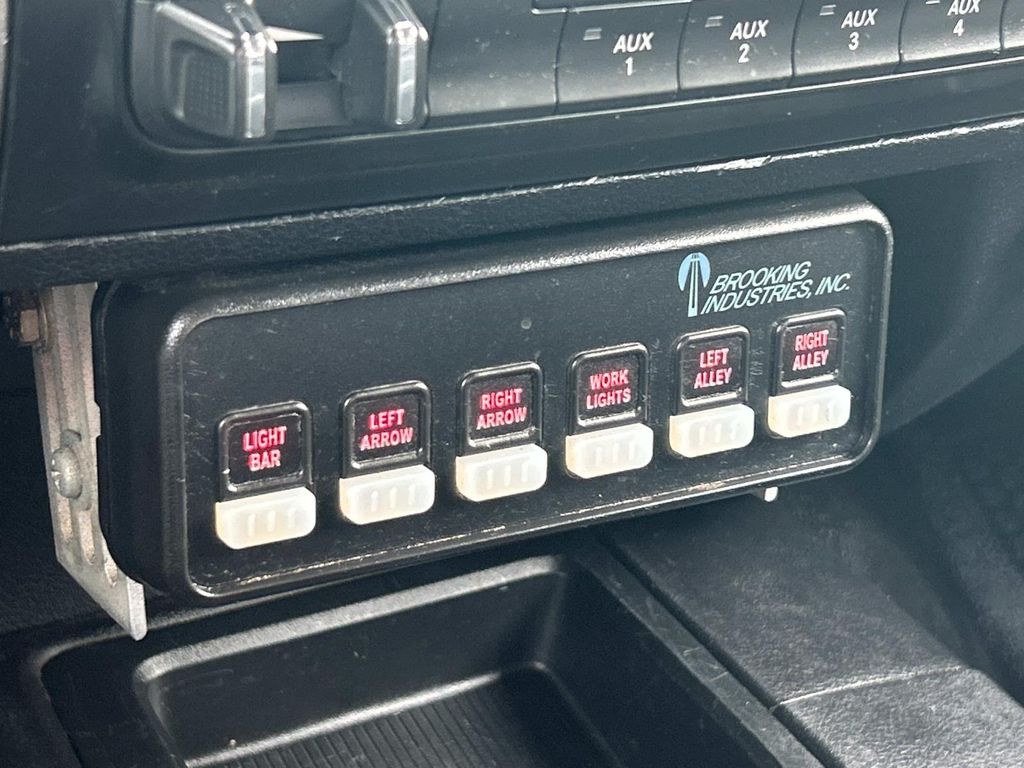 AUX
1
AUX
2
AUX
3
AUX
4
BROOKING
INDUSTRIES, INC.
LIGHT
BAR
LEFT
ARROW
RIGHT
ARROW
WORK
LIGHTS
LEFT
ALLEY
RIGHT
ALLEY